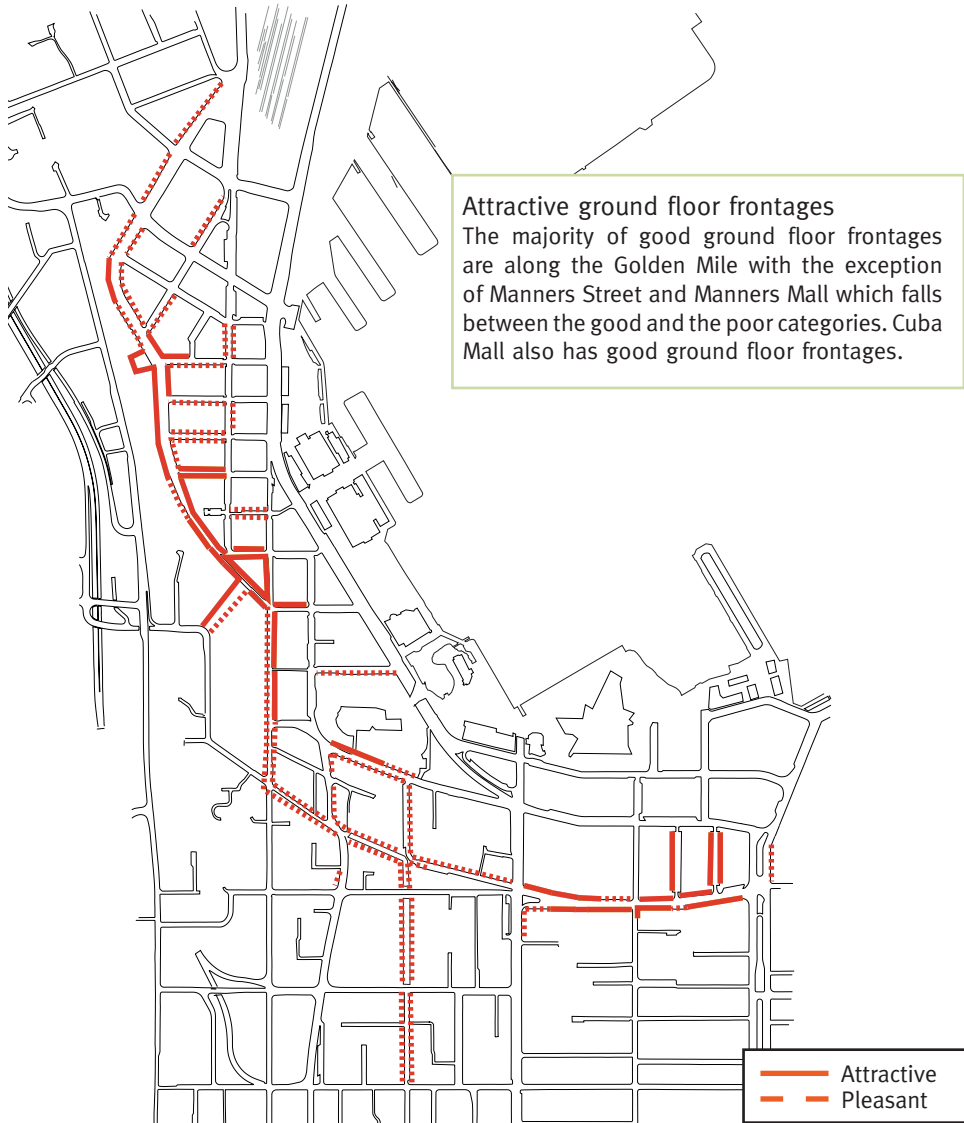 Attractive ground floor frontages
The majority of good ground floor frontages
are along the Golden Mile with the exception
of Manners Street and Manners Mall which falls
between the good and the poor categories. Cuba
Mall also has good ground floor frontages.
Attractive
Pleasant